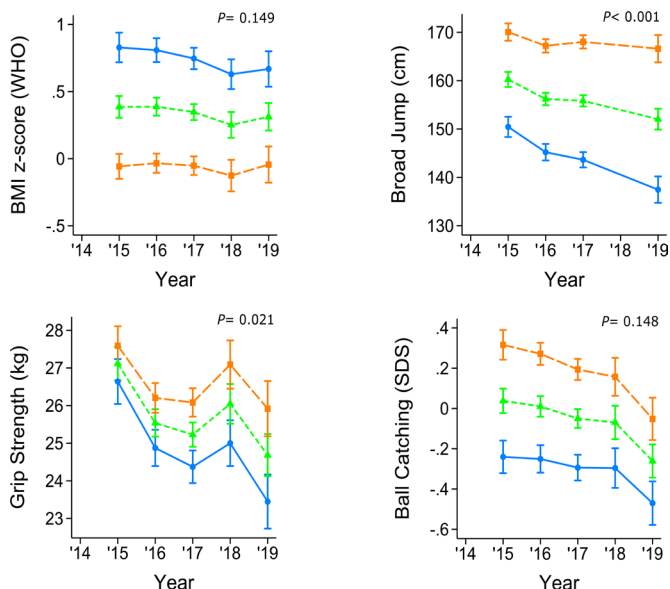 P= 0.149
1
.5
0
-.5
BMI z-score (WHO)
'14 '15 '16 '17 '18 '19
Year
P< 0.001
170
160
150
140
130
Broad Jump (cm)
'14 '15 '16 '17 '18 '19
Year
P= 0.021
28
27
26
25
24
23
Grip Strength (kg)
'14 '15 '16 '17 '18 '19
Year
P= 0.148
.4
.2
0
-.2
-.4
-.6
Ball Catching (SDS)
'14 '15 '16 '17 '18 '19
Year